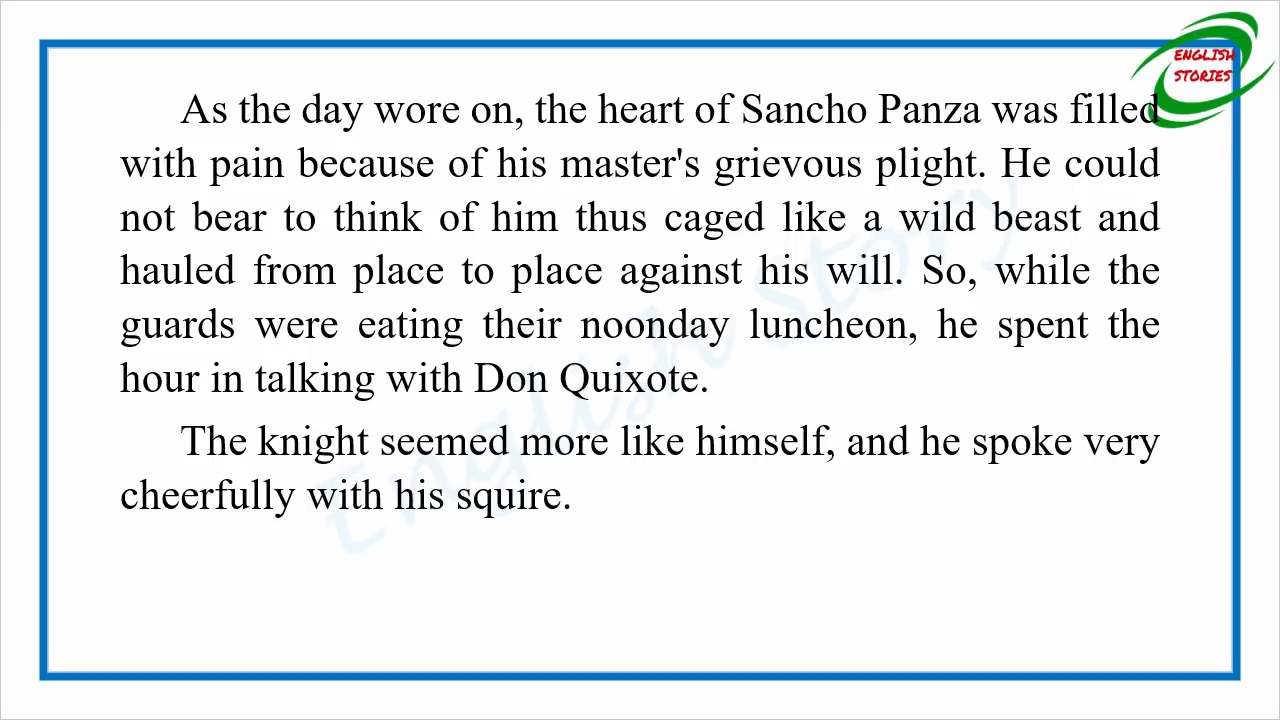 ENGLISH
STORIES
As the day wore on, the heart of Sancho Panza was filled
with pain because of his master's grievous plight. He could
not bear to think of him thus caged like a wild beast and
hauled from place to place against his will. So, while the
guards were eating their noonday luncheon, he spent the
hour in talking with Don Quixote.
The knight seemed more like himself, and he spoke very
cheerfully with his squire.
English Story